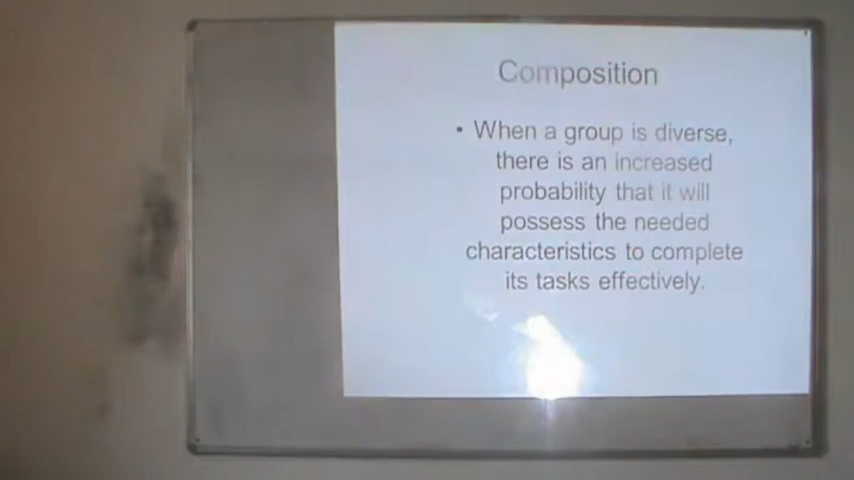 Composition
• When a group is diverse,
there is an increased
probability that it will
possess the needed
characteristics to complete
its tasks effectively.